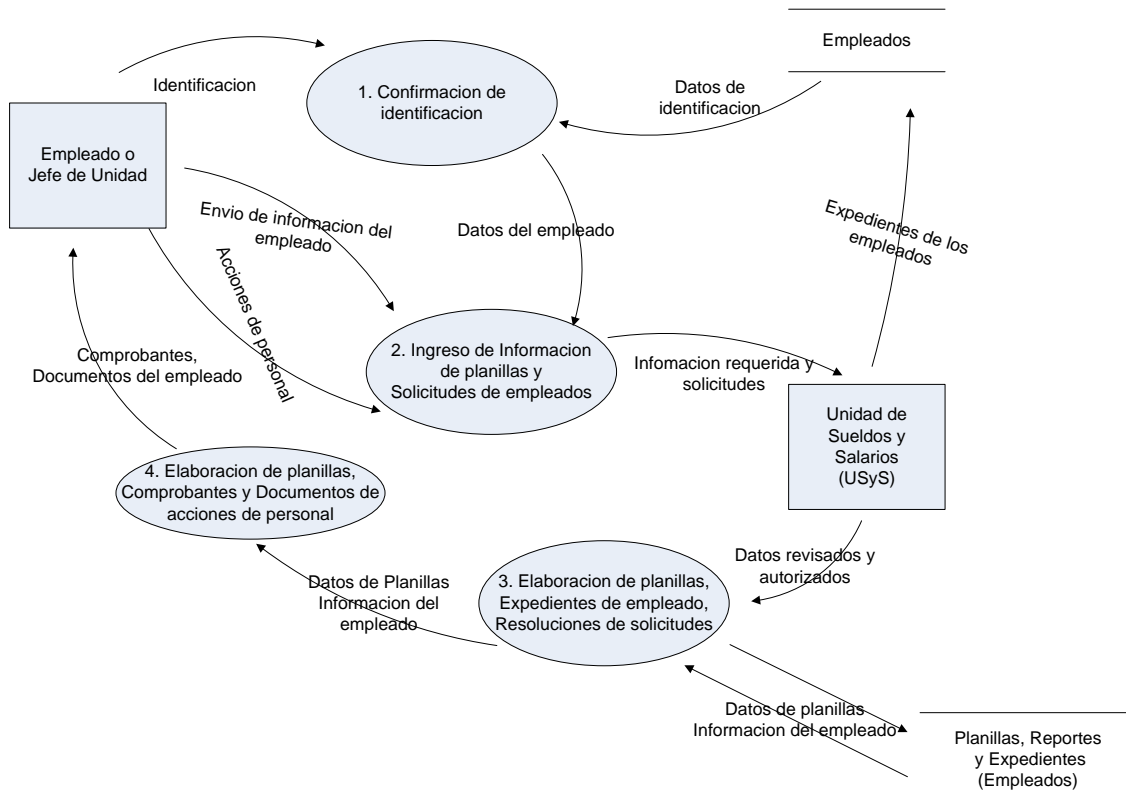 Empleados
Identificacion
Datos de
identificacion
1. Confirmacion de
identificacion
Empleado o
Jefe de Unidad
Envio de informacion del
empleado
Datos del empleado
Expedientes de los
empleados
Acciones de
personal
Comprobantes,
Documentos del empleado
2. Ingreso de Informacion
de planillas y
Solicitudes de empleados
Infomacion requerida y
solicitudes
Unidad de
Sueldos y
Salarios
(USyS)
4. Elaboracion de planillas,
Comprobantes y Documentos de
acciones de personal
Datos revisados y
autorizados
Datos de Planillas
Informacion del
empleado
3. Elaboracion de planillas,
Expedientes de empleado,
Resoluciones de solicitudes
Datos de planillas
Informacion del empleado
Planillas, Reportes
y Expedientes
(Empleados)